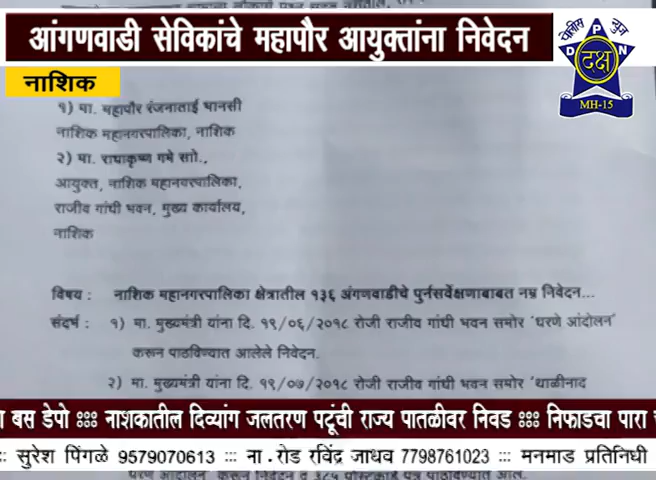 आंगणवाडी सेविकांचे महापौर आयुक्तांना निवेदन
पोलीस न्युज
D P N
दक्ष
MH-15
नाशिक
१) मा. महापौर रंजनाताई भानसी
नाशिक महानगरपालिका, नाशिक
२) मा. राधाकृष्ण गमे साो.,
आयुक्त, नाशिक महानगरपालिका,
राजीव गांधी भवन, मुख्य कार्यालय,
नाशिक
विषय : नाशिक महानगरपालिका क्षेत्रातील १३६ अंगणवाडीचे पुर्नसर्वेक्षणाबाबत नम्र निवेदन...
संदर्भ : १) मा. मुख्यमंत्री यांना दि. १९/०६/२०१८ रोजी राजीव गांधी भवन समोर 'धरणे आंदोलन'
करून पाठविण्यात आलेले निवेदन.
२) मा. मुख्यमंत्री यांना दि. १९/०७/२०१८ रोजी राजीव गांधी भवन समोर 'थाळीनाद
बस डेपो ःःः नाशकातील दिव्यांग जलतरण पटूंची राज्य पातळीवर निवड ःःः निफाडचा पारा
:: सुरेश पिंगळे 9579070613 ::: ना .रोड रविंद्र जाधव 7798761023 ::: मनमाड प्रतिनिधी